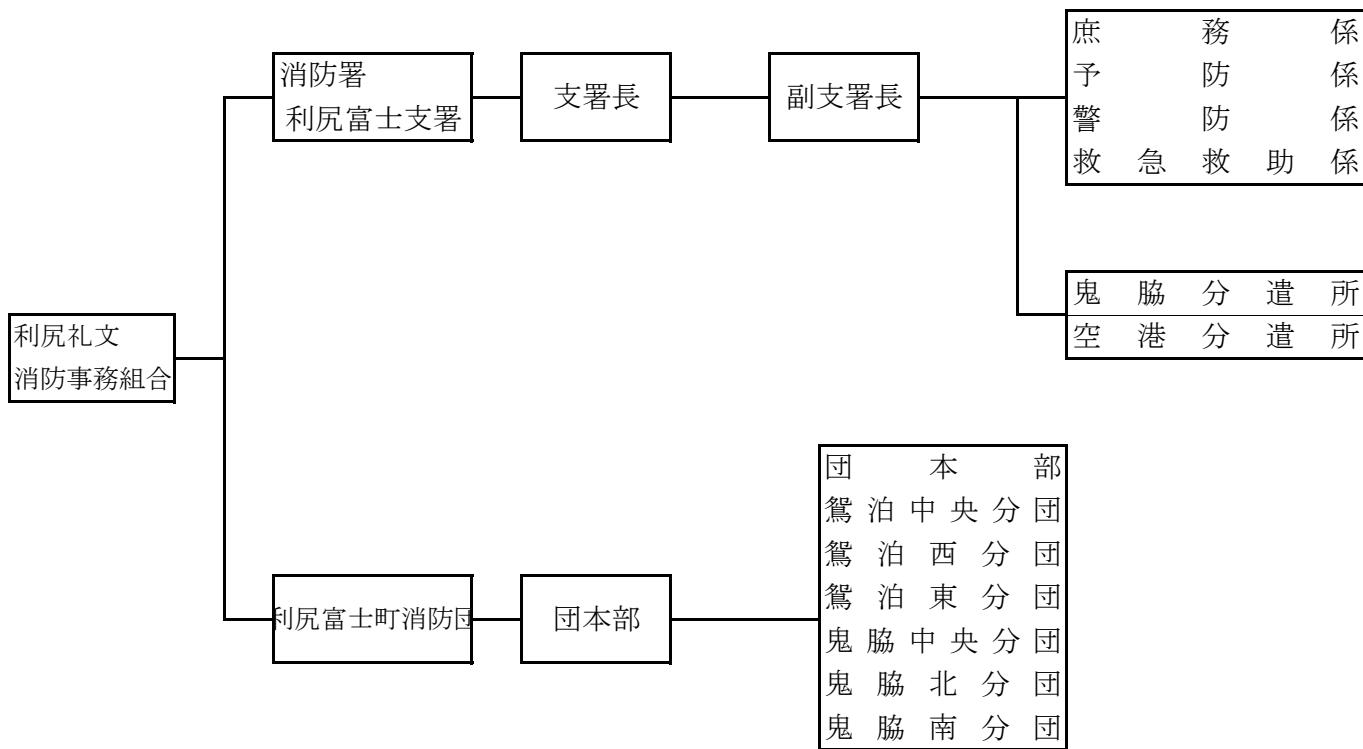 利尻礼文
消防事務組合
消防署
利尻富士支署
支署長
副支署長
庶務係
予防係
警防係
救急救助係
鬼脇分遣所
空港分遣所
利尻富士町消防団
団本部
団本部
鴛泊中央分団
鴛泊西分団
鴛泊東分団
鬼脇中央分団
鬼脇北分団
鬼脇南分団